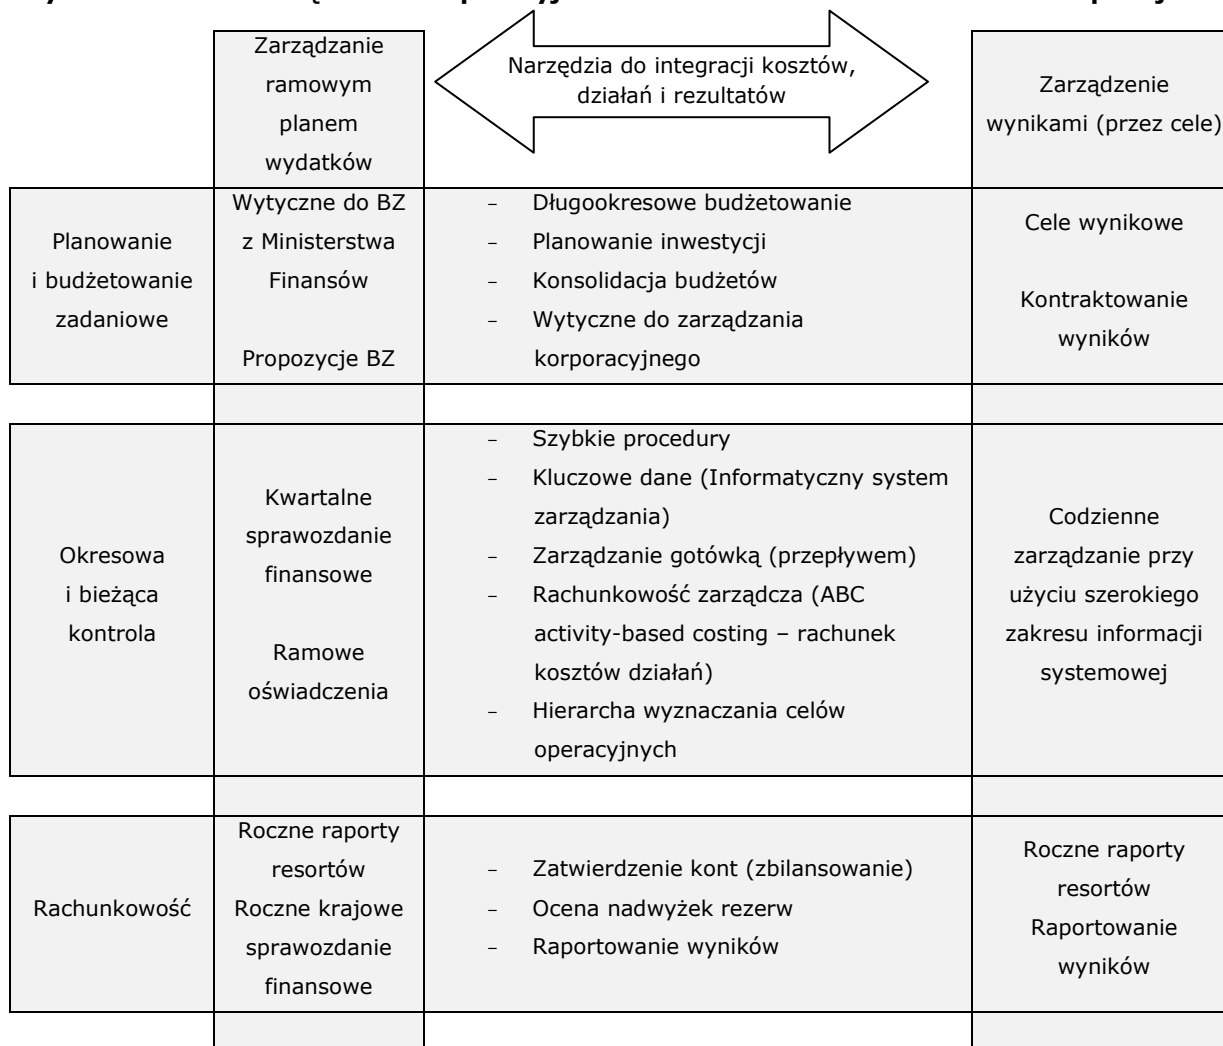 Zarządzanie
ramowym
planem
wydatków
Narzędzia do integracji kosztów,
działań i rezultatów
Zarządzenie
wynikami (przez cele)
Planowanie
i budżetowanie
zadaniowe
Wytyczne do BZ
z Ministerstwa
Finansów
Propozycje BZ
– Długookresowe budżetowanie
– Planowanie inwestycji
– Konsolidacja budżetów
– Wytyczne do zarządzania
korporacyjnego
Cele wynikowe
Kontraktowanie
wyników
Okresowa
i bieżąca
kontrola
Kwartalne
sprawozdanie
finansowe
Ramowe
oświadczenia
– Szybkie procedury
– Kluczowe dane (Informatyczny system
zarządzania)
– Zarządzanie gotówką (przepływem)
– Rachunkowość zarządcza (ABC
activity-based costing – rachunek
kosztów działań)
– Hierarcha wyznaczania celów
operacyjnych
Codzienne
zarządzanie przy
użyciu szerokiego
zakresu informacji
systemowej
Rachunkowość
Roczne raporty
resortów
Roczne krajowe
sprawozdanie
finansowe
– Zatwierdzenie kont (zbilansowanie)
– Ocena nadwyżek rezerw
– Raportowanie wyników
Roczne raporty
resortów
Raportowanie
wyników